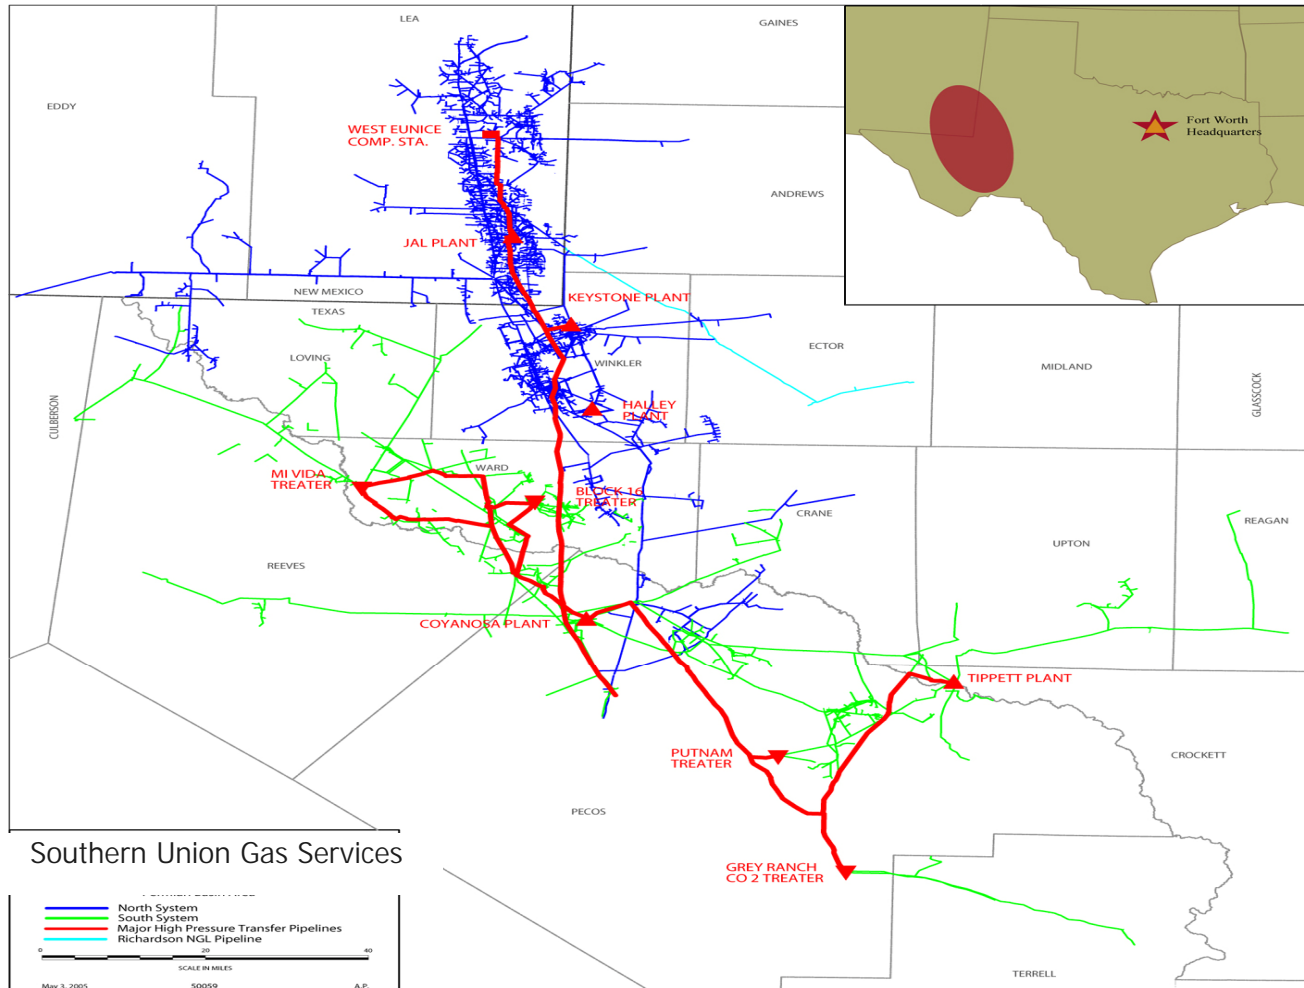 LEA
GAINES
EDDY
WEST EUNICE
COMP. STA.
Fort Worth
Headquarters
ANDREWS
JAL PLANT
NEW MEXICO
TEXAS
KEYSTONE PLANT
LOVING
WINKLER
ECTOR
MIDLAND
GLASSCOCK
CULBERSON
HALLEY
PLANT
MI VIDA
TREATER
WARD
BLOCK 16
TREATER
CRANE
REAGAN
UPTON
REEVES
COYANOSA PLANT
TIPPETT PLANT
PUTNAM
TREATER
CROCKETT
PECOS
GREY RANCH
CO 2 TREATER
TERRELL
Southern Union Gas Services
North System
South System
Major High Pressure Transfer Pipelines
Richardson NGL Pipeline
0 20 40
SCALE IN MILES
May 3, 2005 50059 A.P.